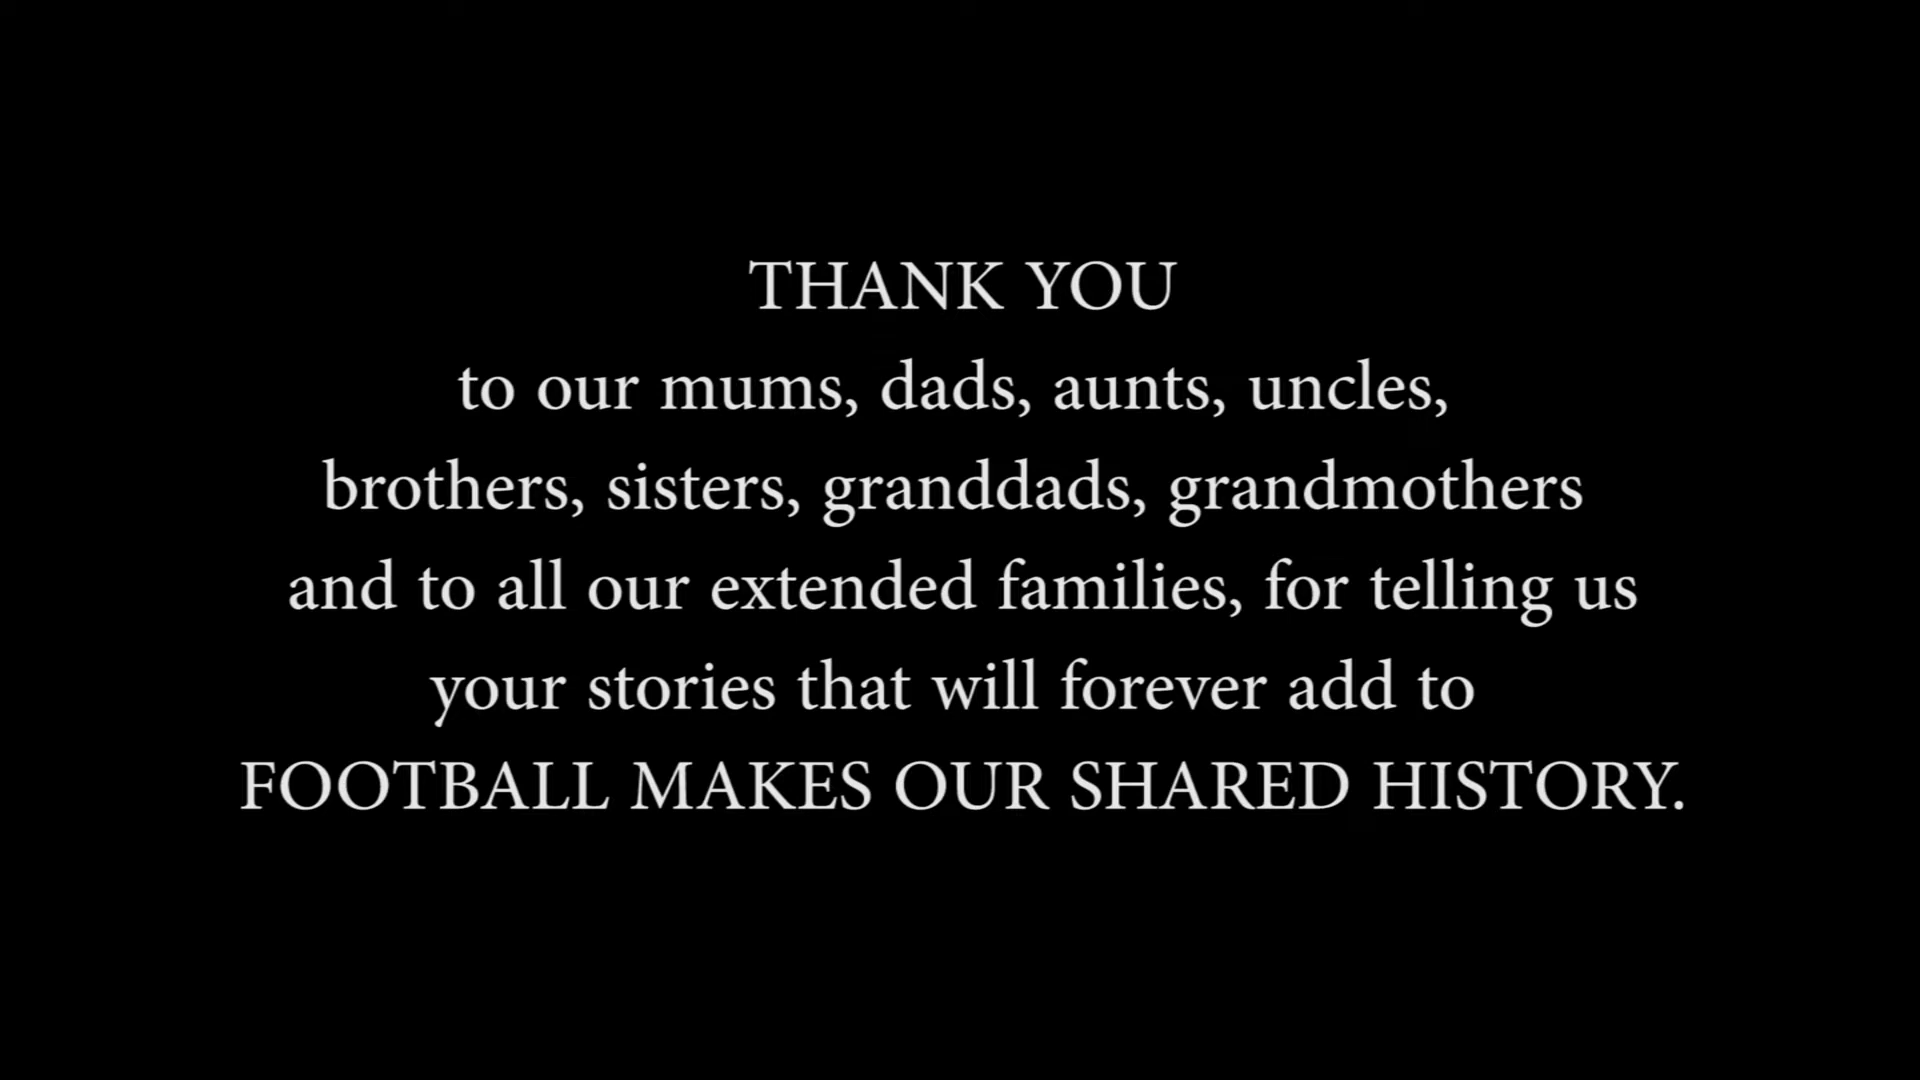 THANK YOU
to our mums, dads, aunts, uncles,
brothers, sisters, granddads, grandmothers
and to all our extended families, for telling us
your stories that will forever add to
FOOTBALL MAKES OUR SHARED HISTORY.